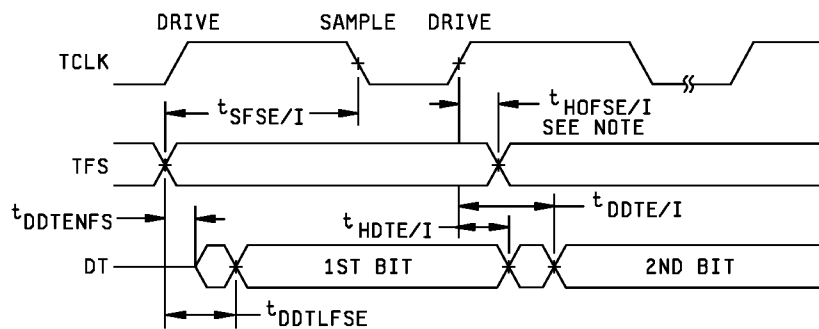 DRIVE SAMPLE DRIVE
TCLK
tSFSE/I
tHOFSE/I
SEE NOTE
TFS
tDDTENFS
tDDTE/I
tHDTE/I
DT
1ST BIT
2ND BIT
tDDTLFSE